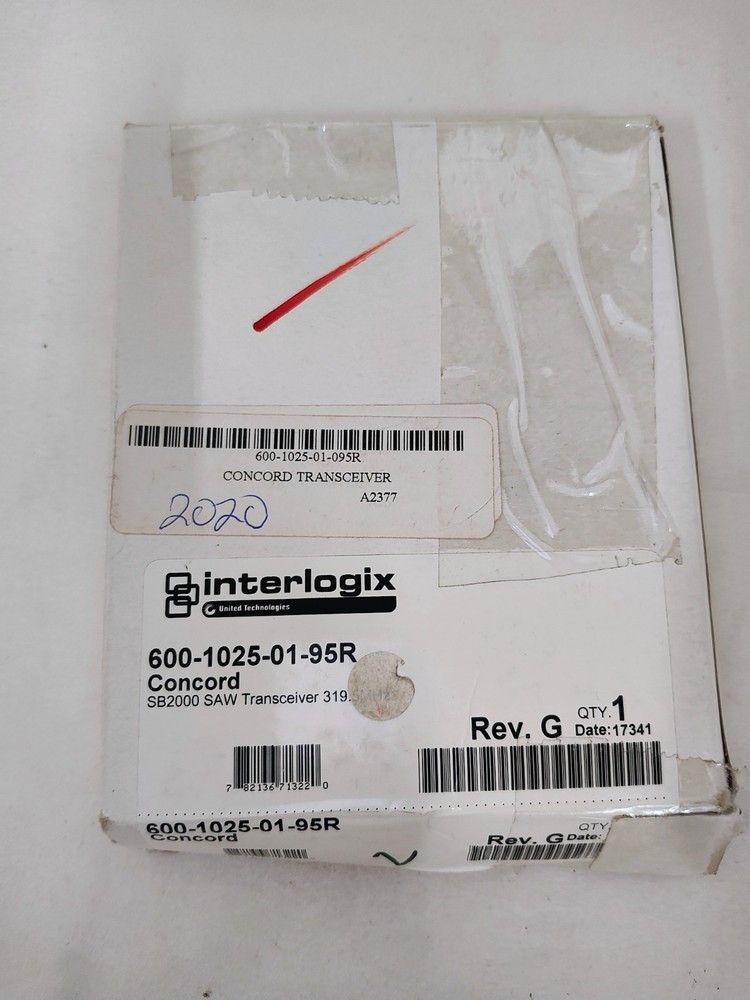 600-1025-01-095R
CONCORD TRANSCEIVER
A2377
2020
interlogix
United Technologies
600-1025-01-95R
Concord
SB2000 SAW Transceiver 319.
Rev. G QTY.1
Date:17341
7 82136 71322 0
600-1025-01-95R
Concord
Rev. G Date:
QTY